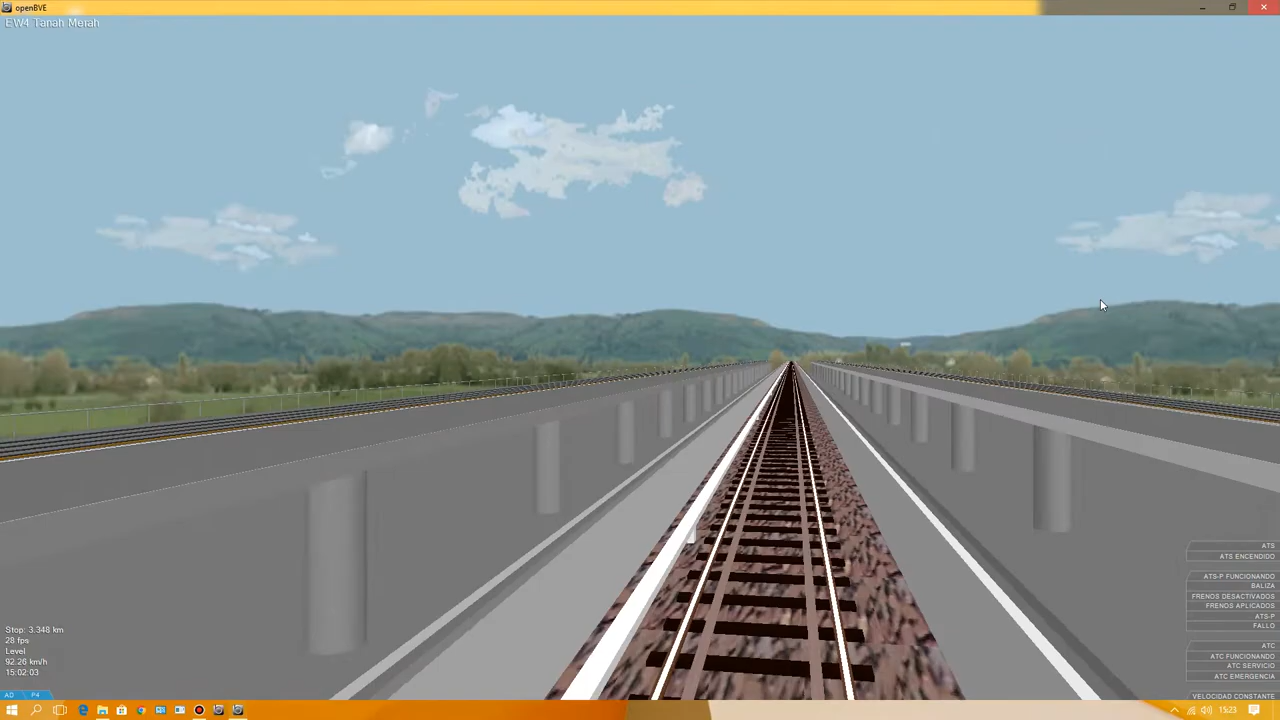 openBVE
EW4 Tanah Merah
ATS
ATS ENCENDIDO
ATS-P FUNCIONANDO
BALIZA
FRENOS DESACTIVADOS
FRENOS APLICADOS
ATS-P
FALLO
ATC
ATC FUNCIONANDO
ATC SERVICIO
ATC EMERGENCIA
VELOCIDAD CONSTANTE
Stop: 3.348 km
28 fps
Level
92.26 km/h
15:02:03
AD P4
15:23